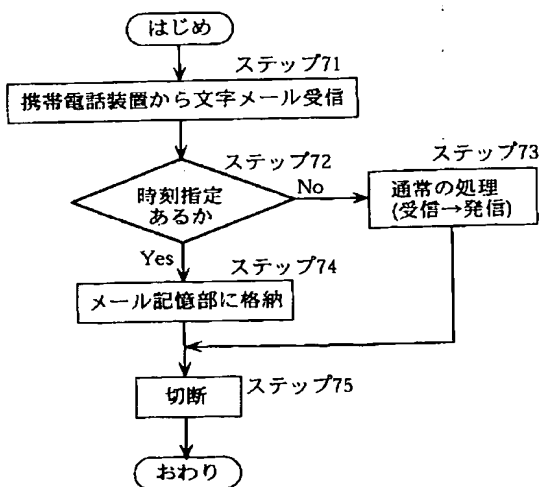 はじめ
ステップ71
携帯電話装置から文字メール受信
ステップ72
時刻指定
あるか
No
ステップ73
通常の処理
(受信→発信)
Yes
ステップ74
メール記憶部に格納
ステップ75
切断
おわり